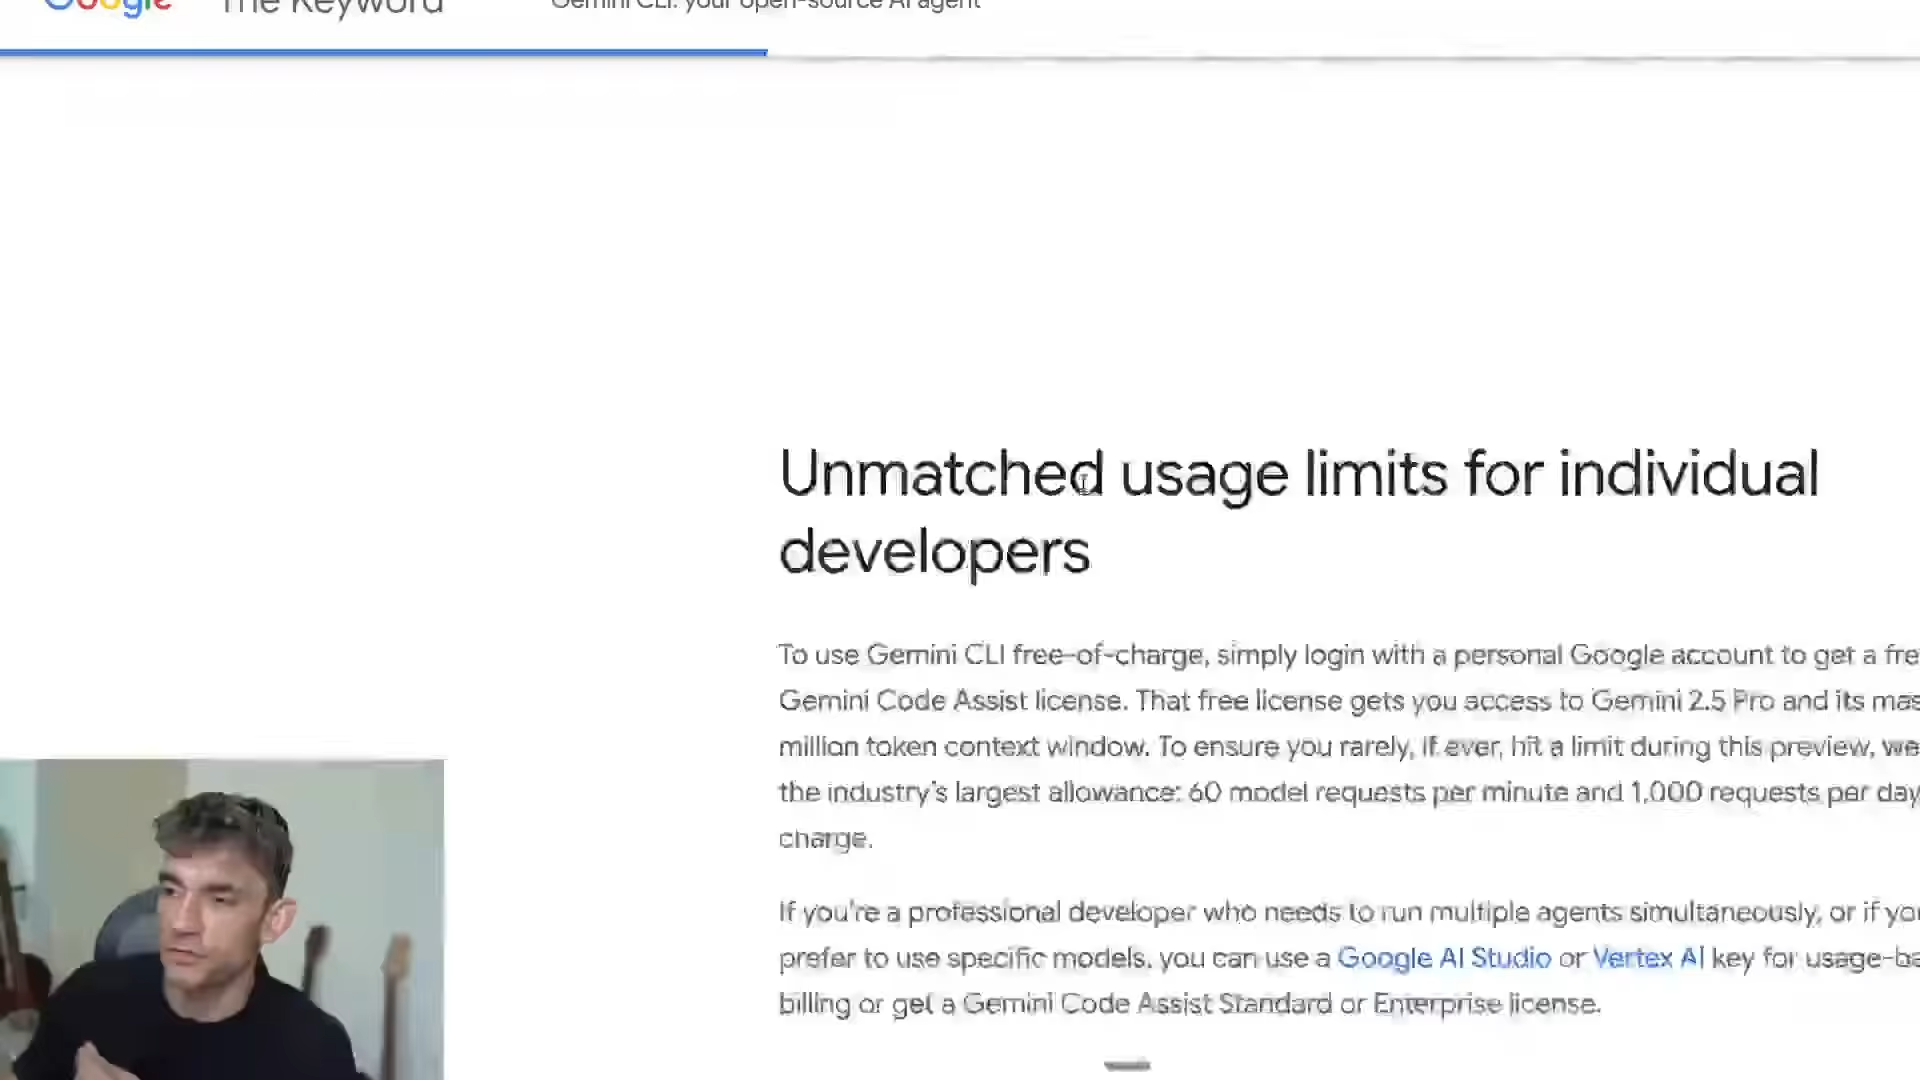 Google The Keyword Gemini CLI: your open-source AI agent
Unmatched usage limits for individual
developers
To use Gemini CLI free-of-charge, simply login with a personal Google account to get a fre
Gemini Code Assist license. That free license gets you access to Gemini 2.5 Pro and its mas
million token context window. To ensure you rarely, if ever, hit a limit during this preview, we
the industry's largest allowance: 60 model requests per minute and 1,000 requests per day
charge.
If you're a professional developer who needs to run multiple agents simultaneously, or if you
prefer to use specific models, you can use a Google AI Studio or Vertex AI key for usage-ba
billing or get a Gemini Code Assist Standard or Enterprise license.